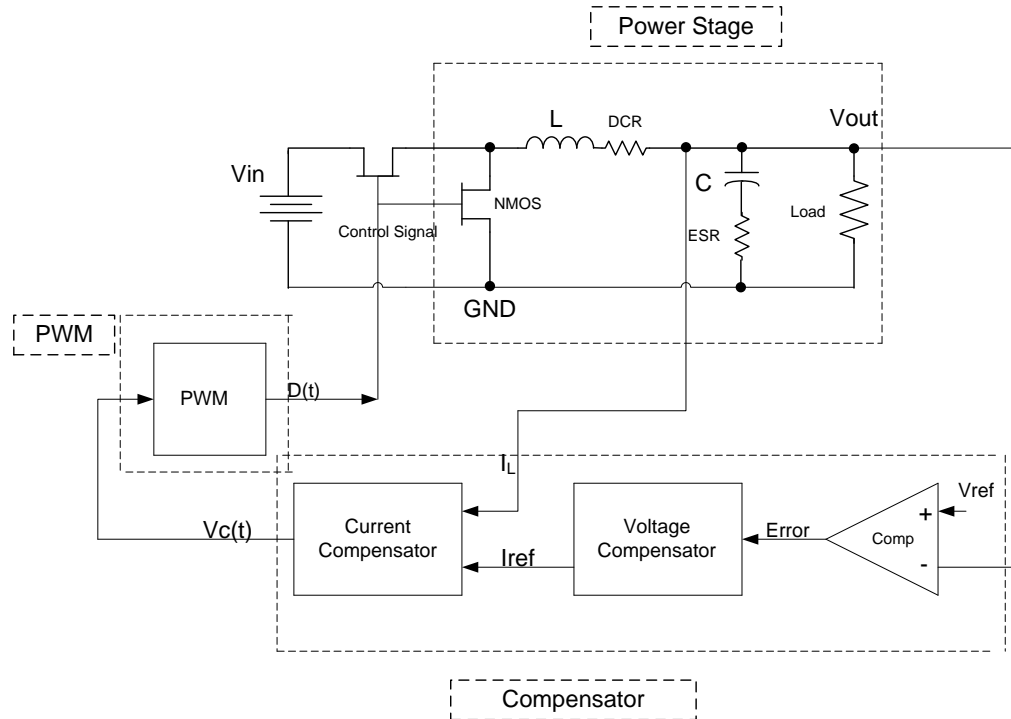 Power Stage
L
DCR
Vout
Vin
C
NMOS
Load
Control Signal
ESR
GND
PWM
PWM
D(t)
IL
Vref
Current
Compensator
Voltage
Compensator
+
Vc(t)
Error
Comp
Iref
-
Compensator